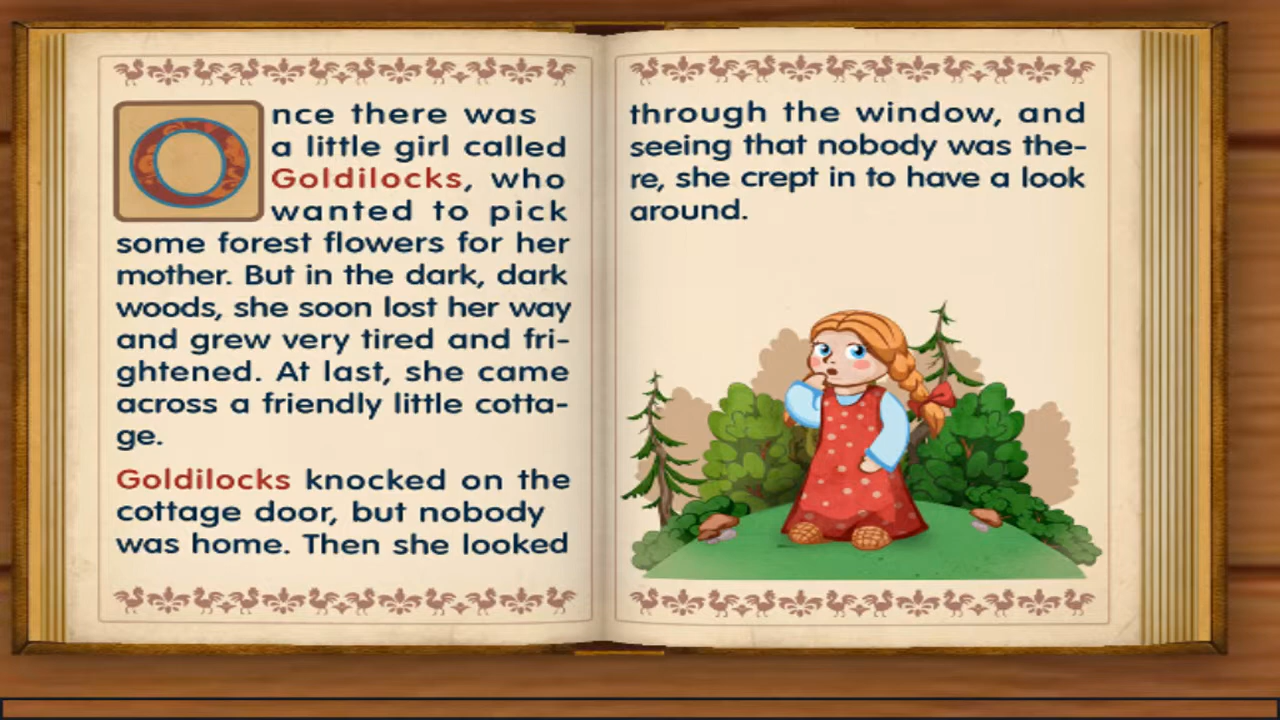 Once there was
a little girl called
Goldilocks, who
wanted to pick
some forest flowers for her
mother. But in the dark, dark
woods, she soon lost her way
and grew very tired and fri-
ghtened. At last, she came
across a friendly little cotta-
ge.
Goldilocks knocked on the
cottage door, but nobody
was home. Then she looked
through the window, and
seeing that nobody was the-
re, she crept in to have a look
around.